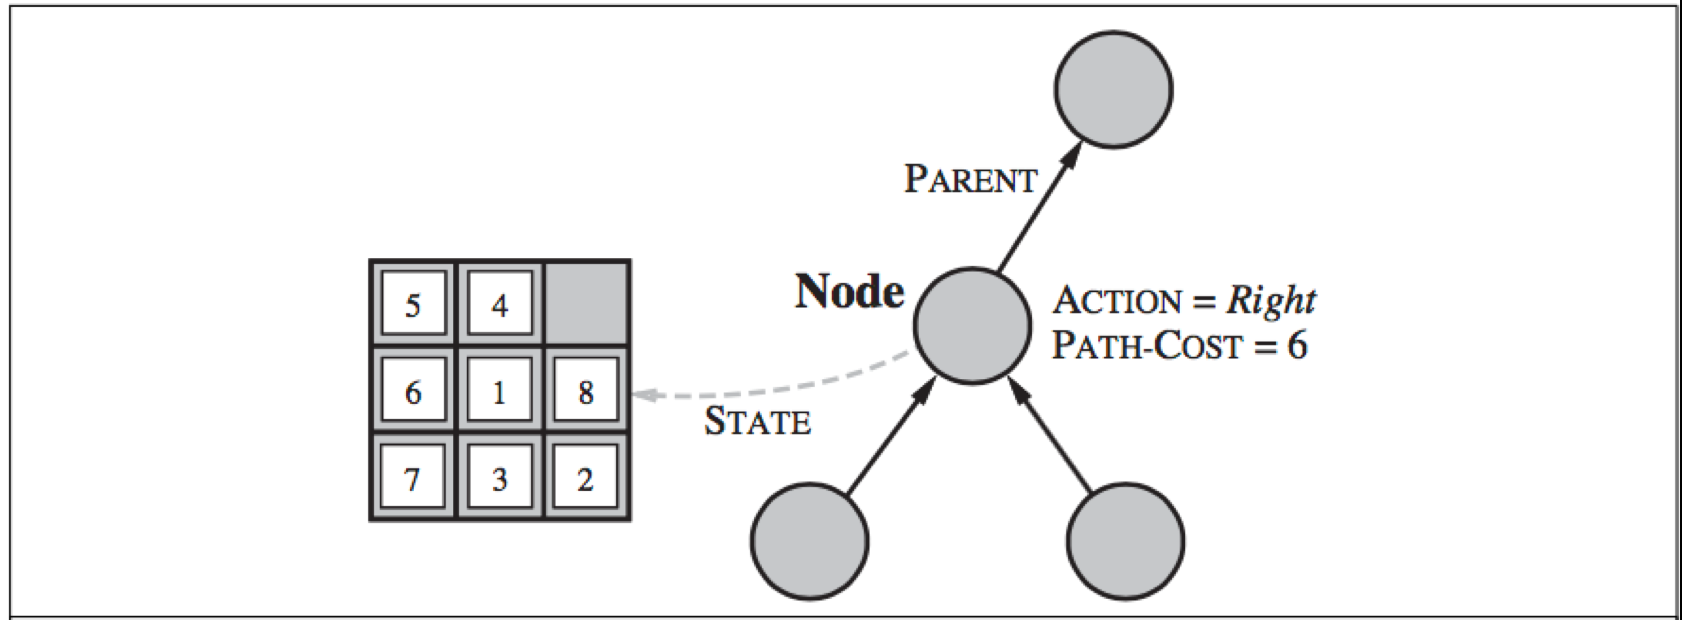 PARENT
Node
ACTION = Right
PATH-COST = 6
STATE
5 4
6 1 8
7 3 2